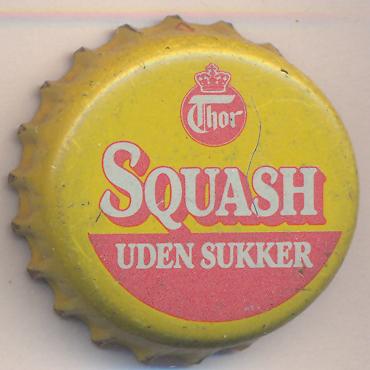 Thor
SQUASH
UDEN SUKKER